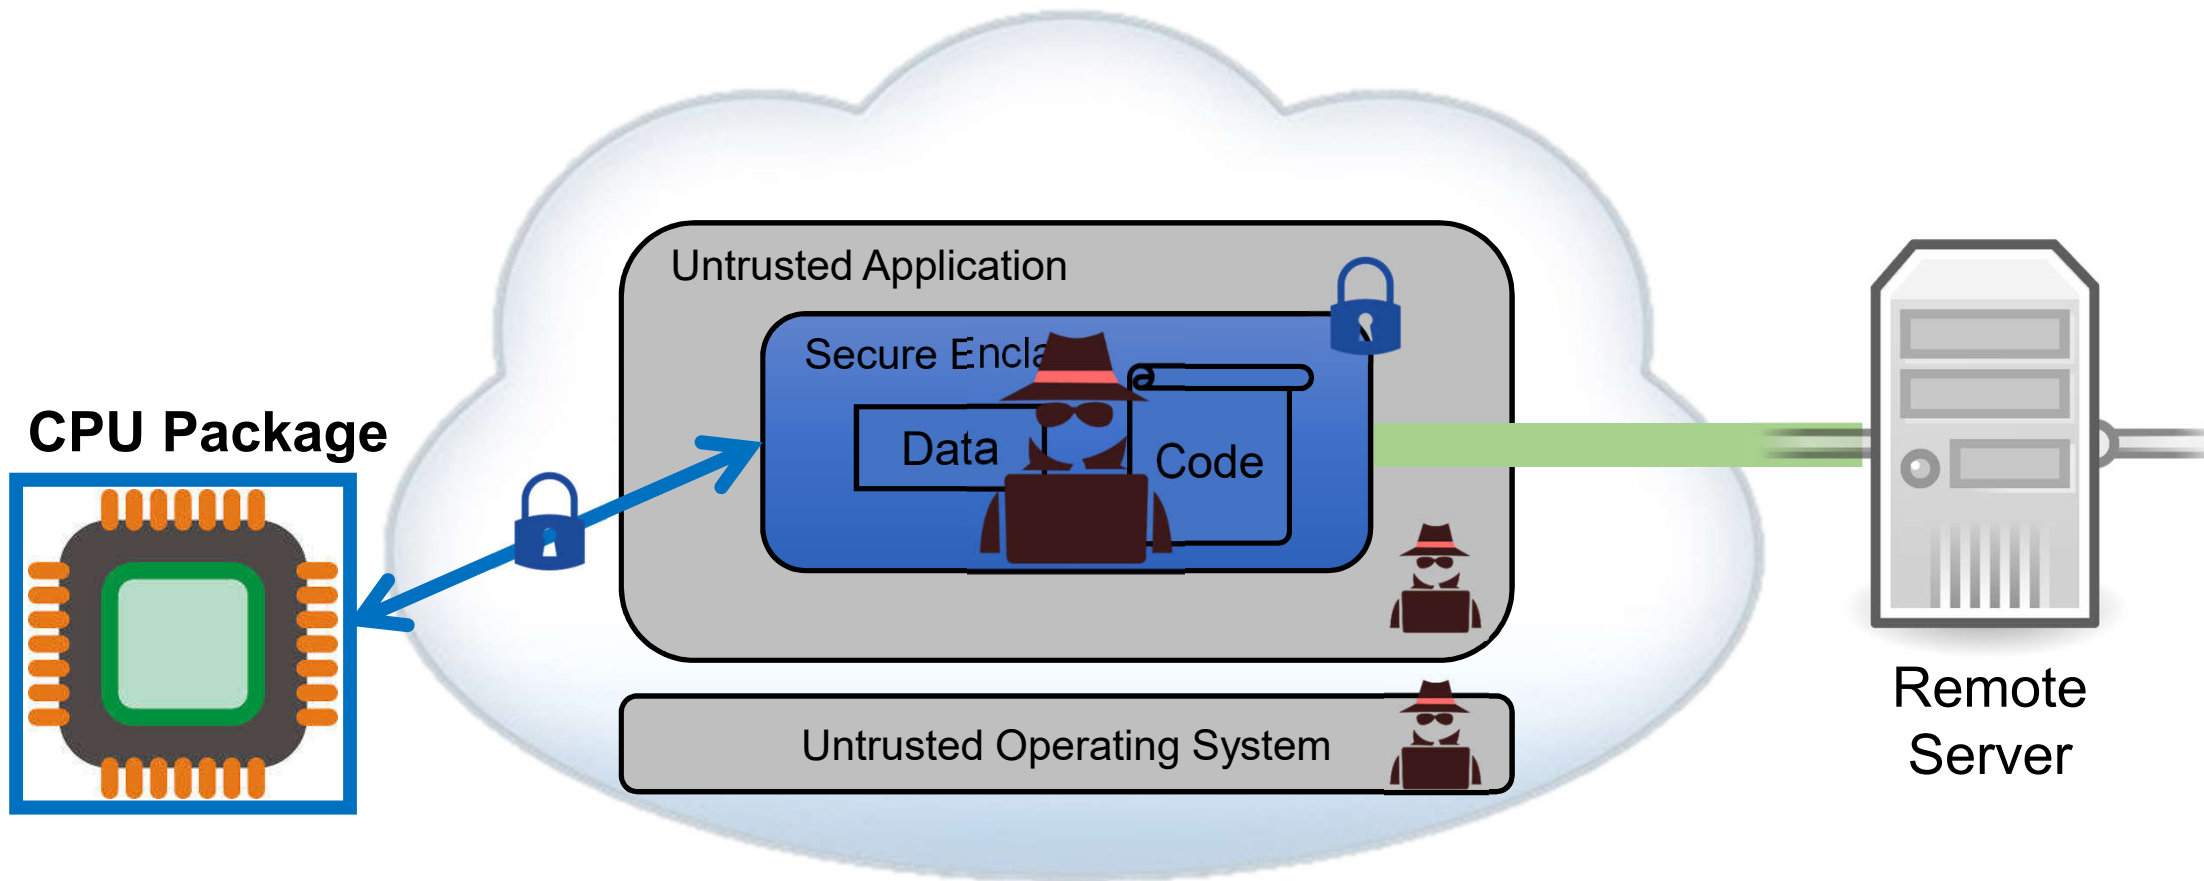 Untrusted Application
Secure Encla
CPU Package
Data
Code
Remote
Server
Untrusted Operating System